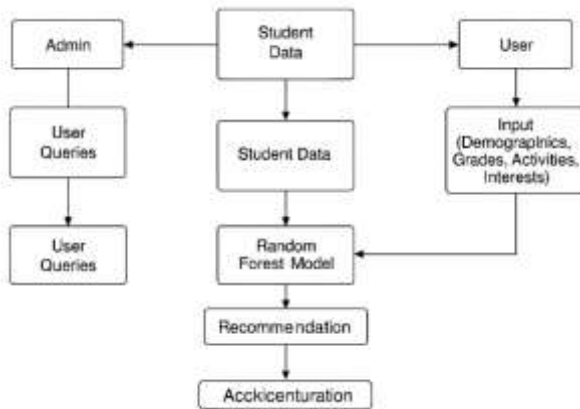 Student
Data
Admin
User
User
Queries
Student Data
Input
(Demograplnics,
Grades, Activities,
Interests)
User
Queries
Random
Forest Model
Recommendation
Acckicenturation